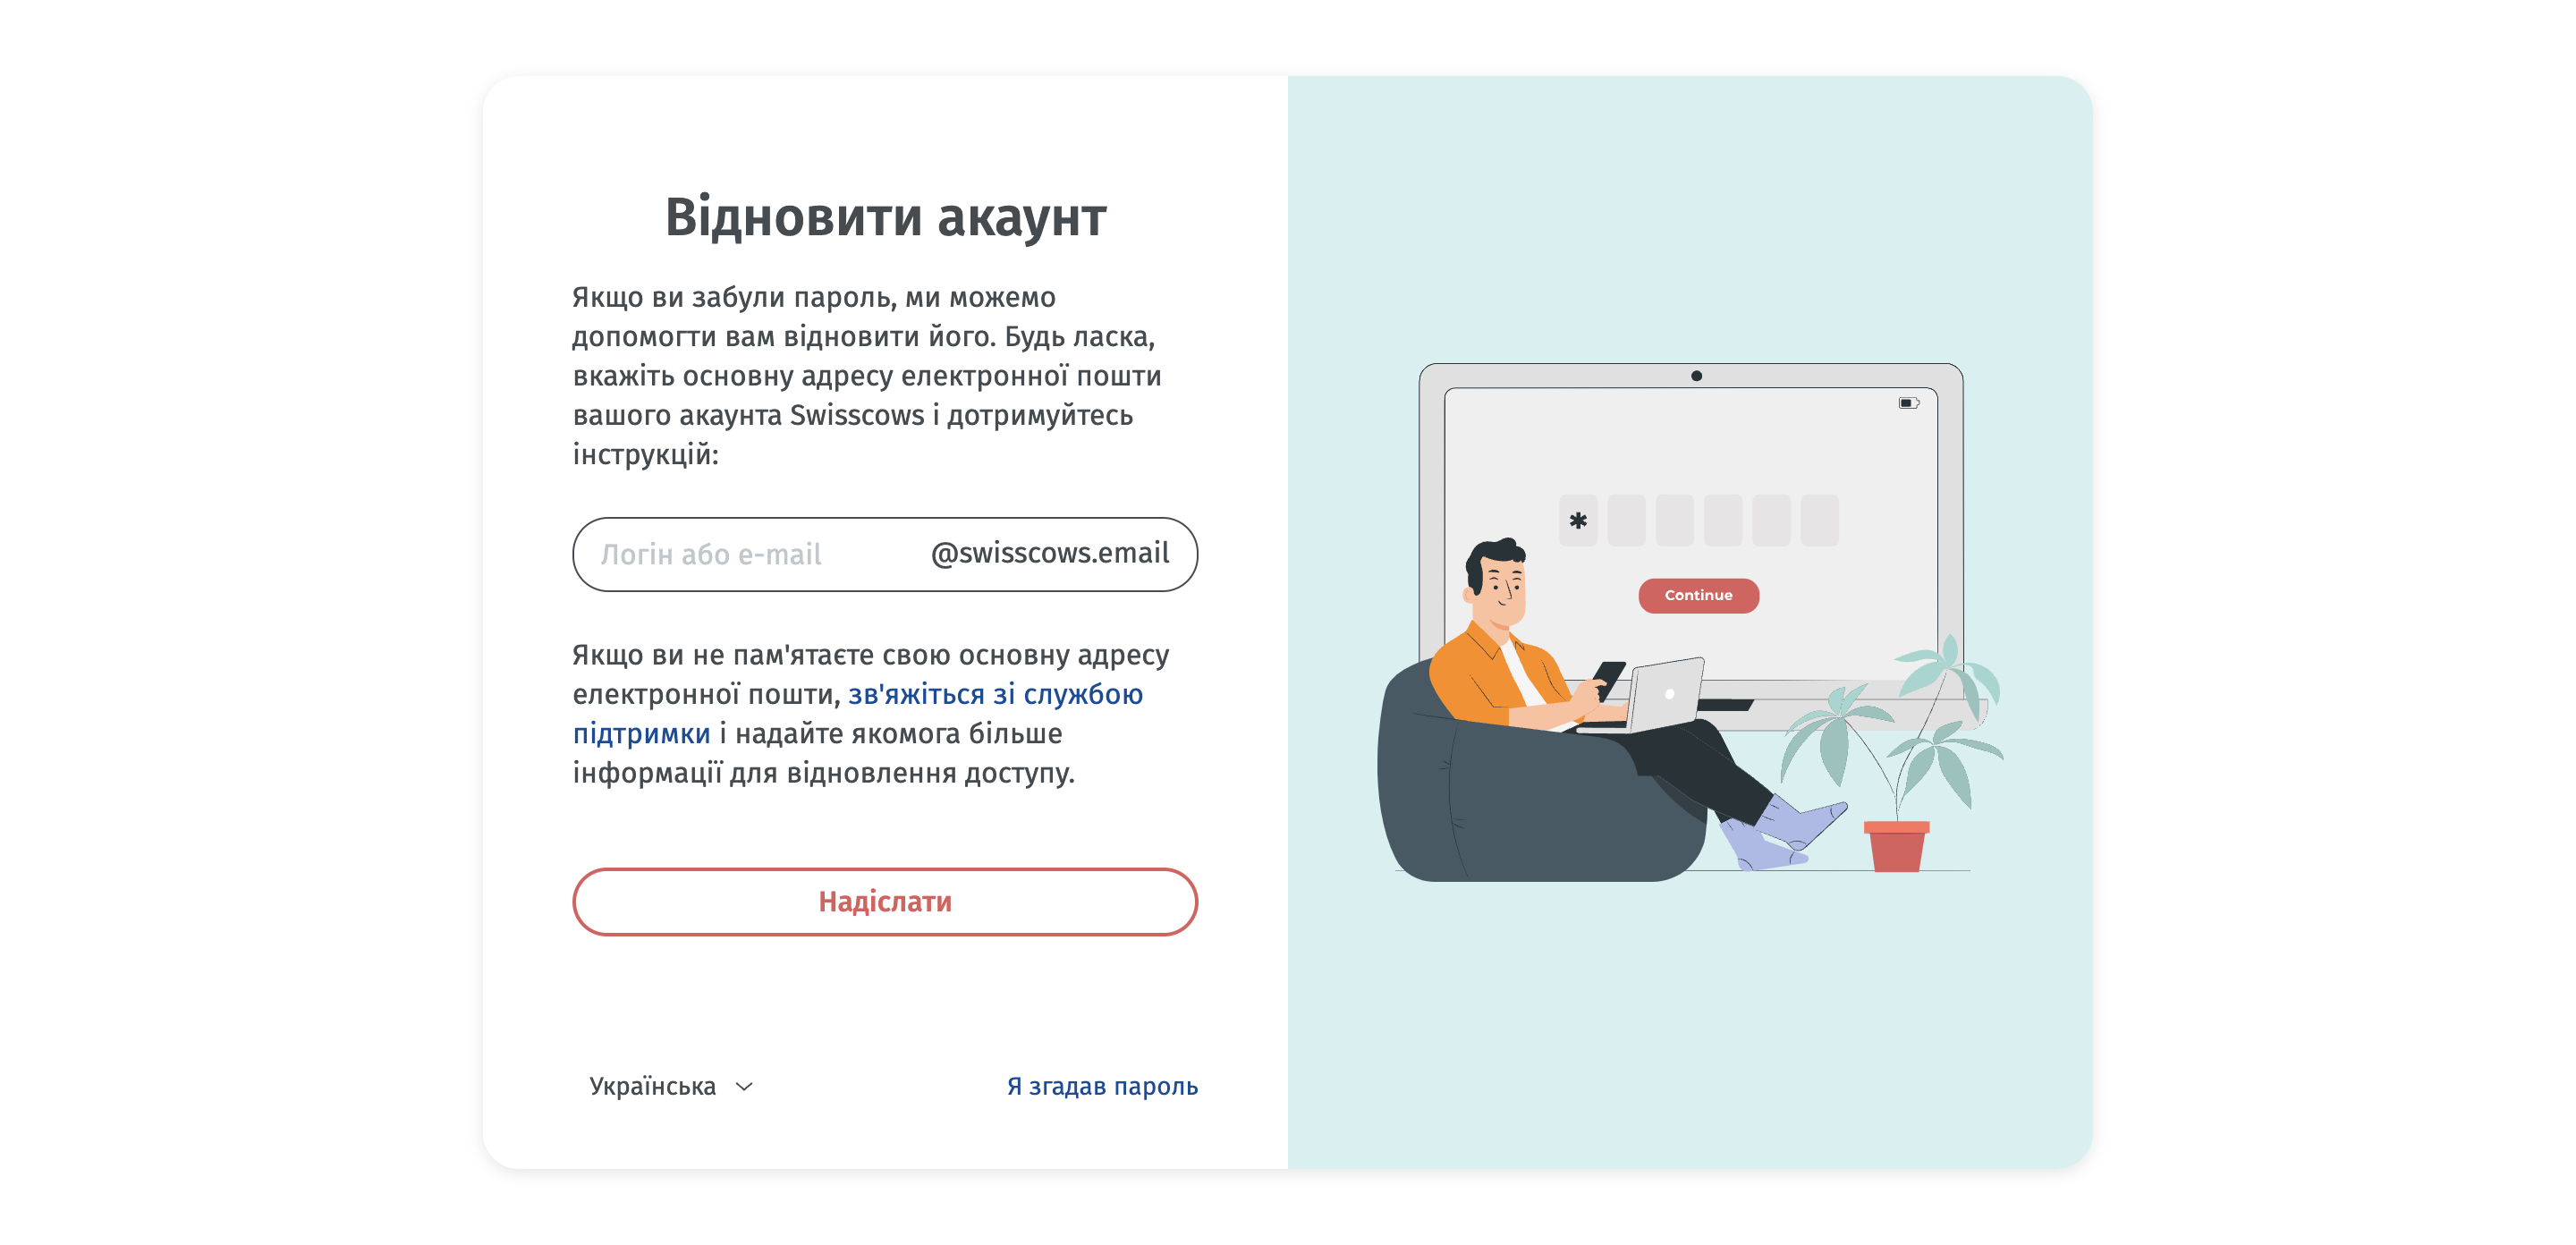 Відновити акаунт
Якщо ви забули пароль, ми можемо
допомогти вам відновити його. Будь ласка,
вкажіть основну адресу електронної пошти
вашого акаунта Swisscows і дотримуйтесь
інструкцій:
Логін або e-mail @swisscows.email
Якщо ви не пам'ятаєте свою основну адресу
електронної пошти, зв'яжіться зі службою
підтримки і надайте якомога більше
інформації для відновлення доступу.
Надіслати
Українська
Я згадав пароль
✱
Continue